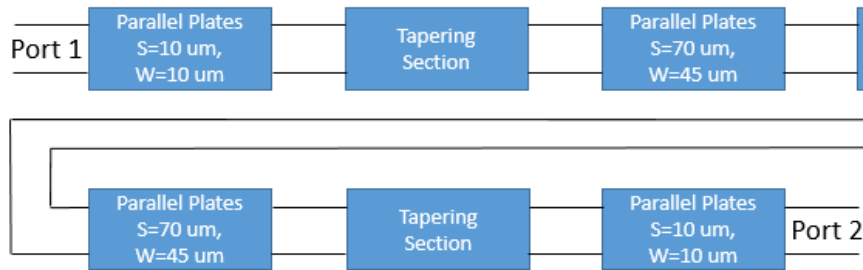 Port 1
Parallel Plates
S=10 um,
W=10 um
Tapering
Section
Parallel Plates
S=70 um,
W=45 um
Parallel Plates
S=70 um,
W=45 um
Tapering
Section
Parallel Plates
S=10 um,
W=10 um
Port 2